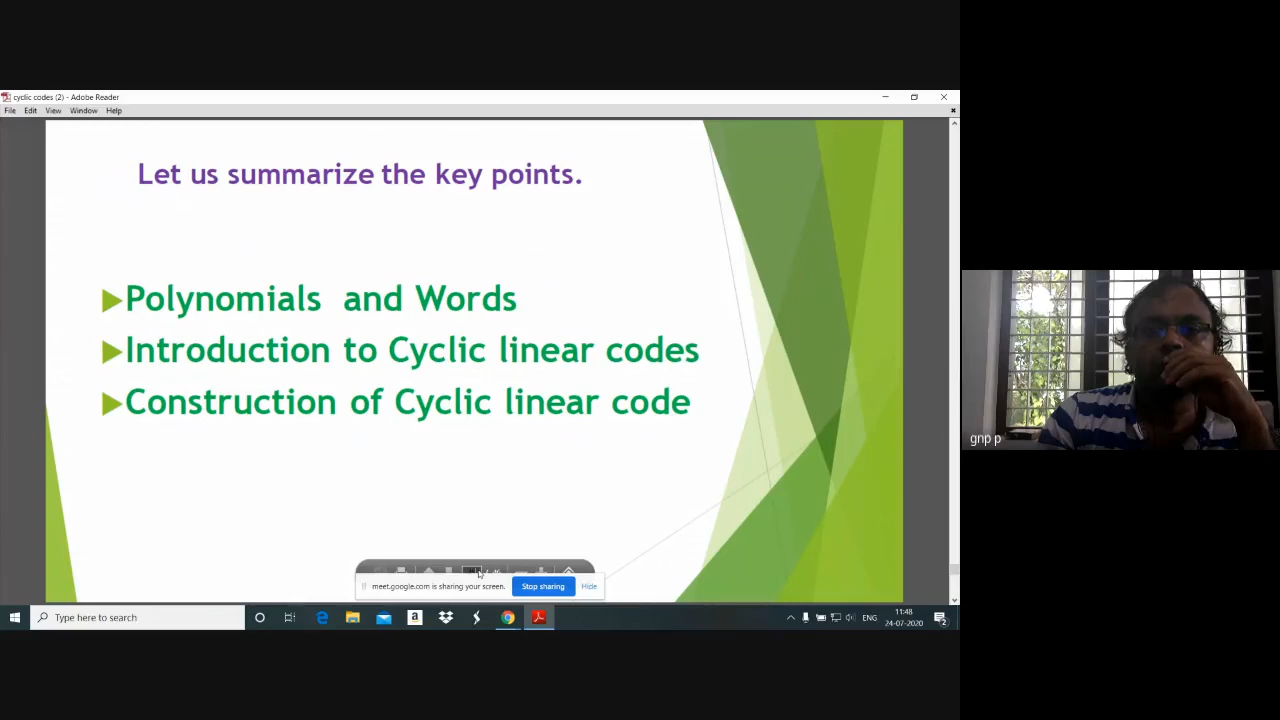 cyclic codes (2) - Adobe Reader
File Edit View Window Help
Let us summarize the key points.
Polynomials and Words
Introduction to Cyclic linear codes
Construction of Cyclic linear code
gnp p
meet.google.com is sharing your screen. Stop sharing Hide
Type here to search
ENG
11:48
24-07-2020
2